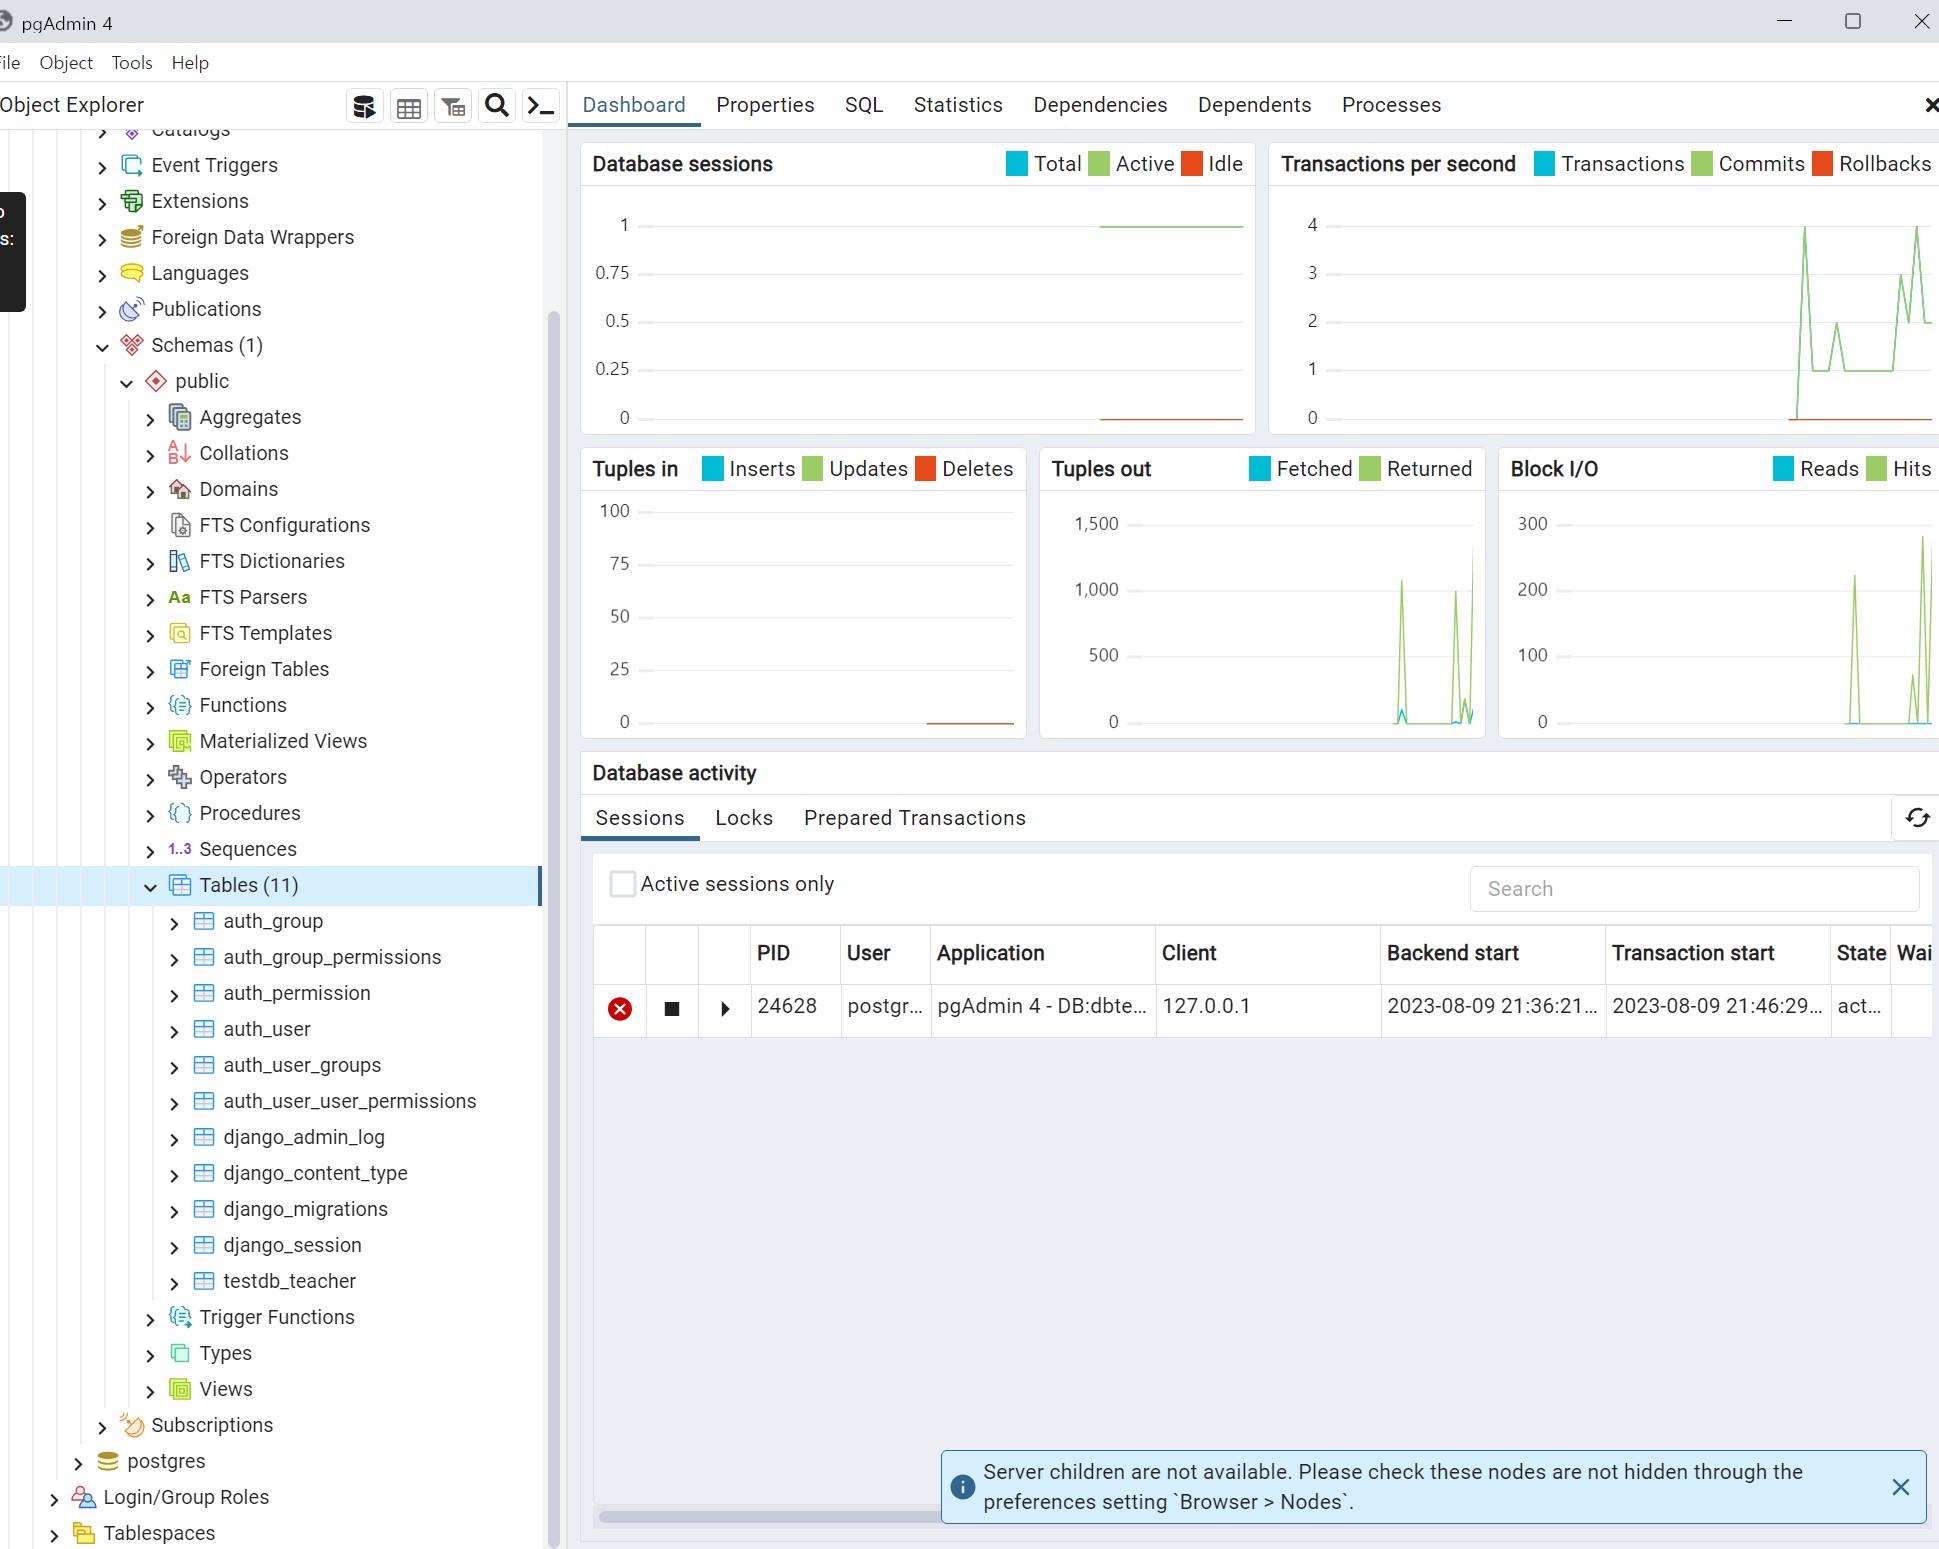 pgAdmin 4
File Object Tools Help
Object Explorer
Dashboard Properties SQL Statistics Dependencies Dependents Processes
Catalogs
Event Triggers
Extensions
Foreign Data Wrappers
Languages
Publications
Schemas (1)
public
Aggregates
Collations
Domains
FTS Configurations
FTS Dictionaries
Aa FTS Parsers
FTS Templates
Foreign Tables
Functions
Materialized Views
Operators
Procedures
1..3 Sequences
Tables (11)
auth_group
auth_group_permissions
auth_permission
auth_user
auth_user_groups
auth_user_user_permissions
django_admin_log
django_content_type
django_migrations
django_session
testdb_teacher
Trigger Functions
Types
Views
Subscriptions
postgres
Login/Group Roles
Tablespaces
s:
Database sessions Total Active Idle
1
0.75
0.5
0.25
0
Transactions per second Transactions Commits Rollbacks
4
3
2
1
0
Tuples in Inserts Updates Deletes
100
75
50
25
0
Tuples out Fetched Returned
1,500
1,000
500
0
Block I/O Reads Hits
300
200
100
0
Database activity
Sessions Locks Prepared Transactions
Active sessions only
Search
PID User Application Client Backend start Transaction start State Wai
24628 postgr... pgAdmin 4 - DB:dbte... 127.0.0.1 2023-08-09 21:36:21... 2023-08-09 21:46:29... act...
Server children are not available. Please check these nodes are not hidden through the
preferences setting `Browser > Nodes`.